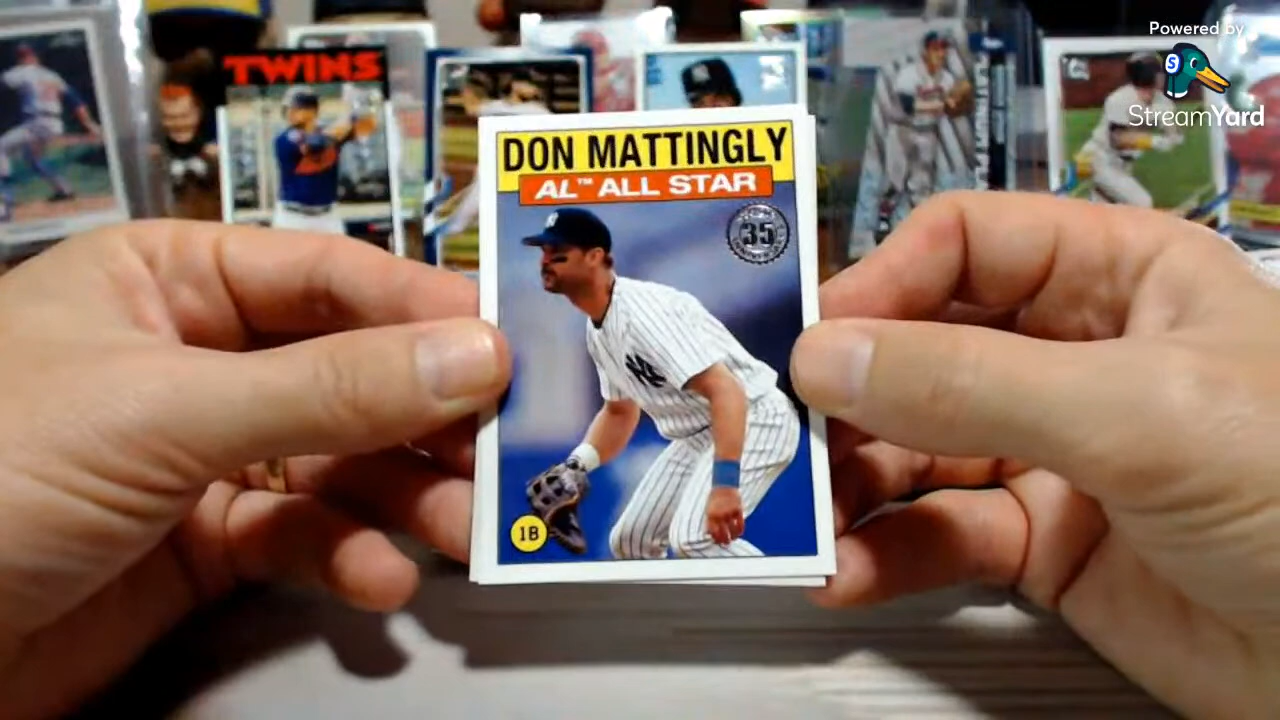 Powered by
StreamYard
TWINS
DON MATTINGLY
AL™ ALL STAR
35
1B